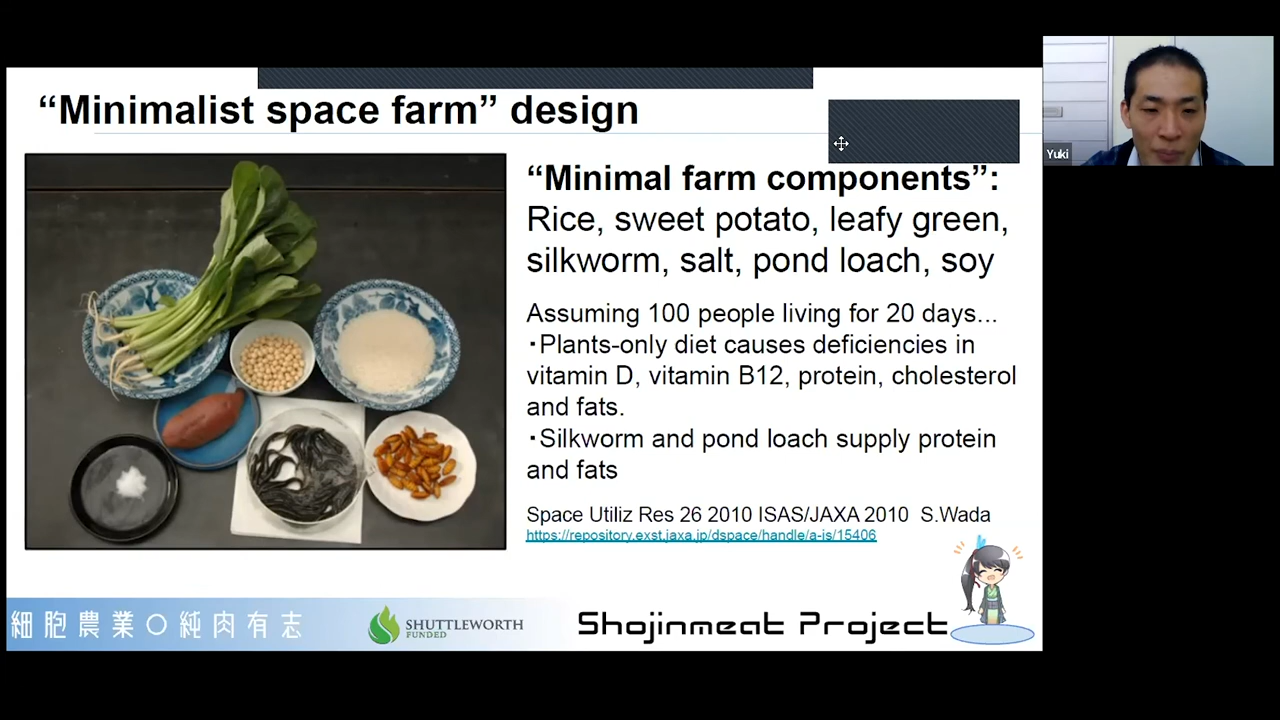 “Minimalist space farm” design
“Minimal farm components”:
Rice, sweet potato, leafy green,
silkworm, salt, pond loach, soy
Assuming 100 people living for 20 days...
・Plants-only diet causes deficiencies in
vitamin D, vitamin B12, protein, cholesterol
and fats.
・Silkworm and pond loach supply protein
and fats
Space Utiliz Res 26 2010 ISAS/JAXA 2010 S.Wada
https://repository.exst.jaxa.jp/dspace/handle/a-is/15406
細胞農業〇純肉有志
SHUTTLEWORTH
FUNDED
Shojinmeat Project
Yuki